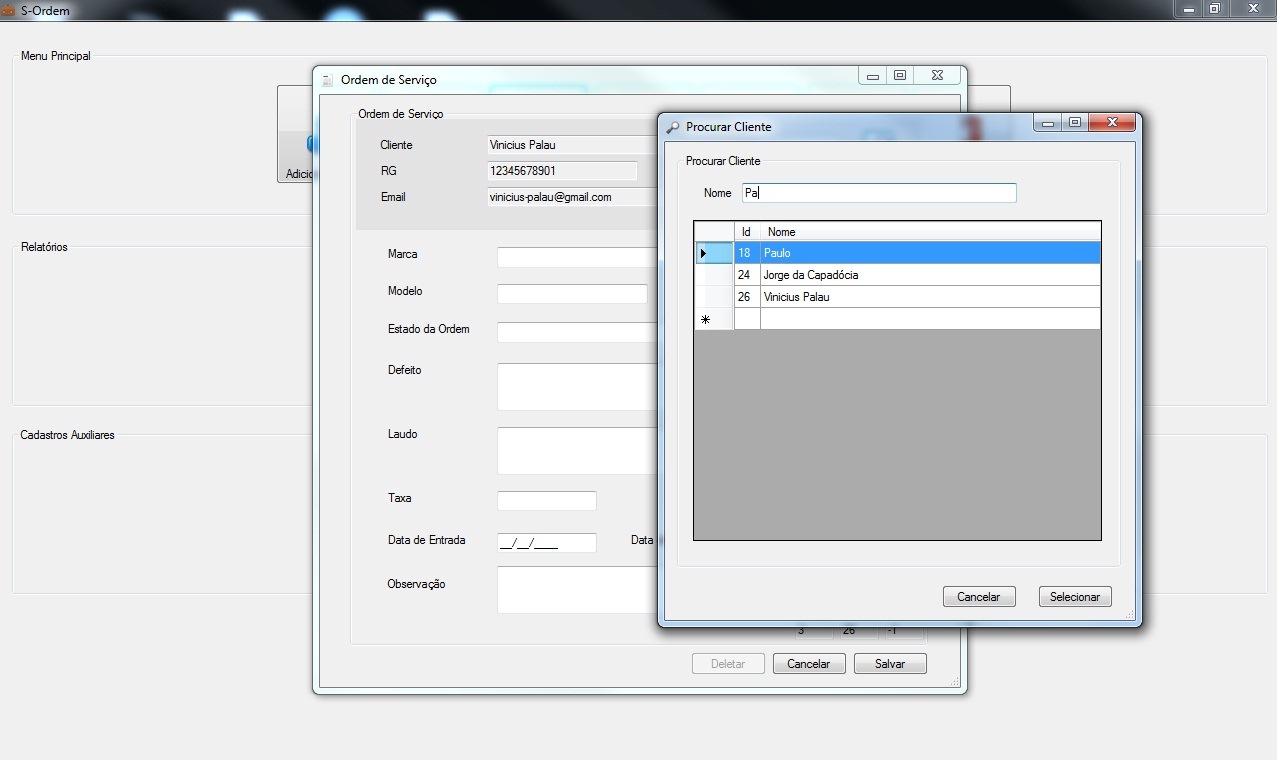 S-Ordem
Menu Principal
Ordem de Serviço
Ordem de Serviço
Cliente Vinicius Palau
RG 12345678901
Email vinicius-palau@gmail.com
Marca
Modelo
Estado da Ordem
Defeito
Laudo
Taxa
Data de Entrada __/__/____ Data
Observação
3 26 -1
Deletar Cancelar Salvar
Procurar Cliente
Procurar Cliente
Nome Pa
Id Nome
18 Paulo
24 Jorge da Capadócia
26 Vinicius Palau
Cancelar Selecionar
Relatórios
Cadastros Auxiliares